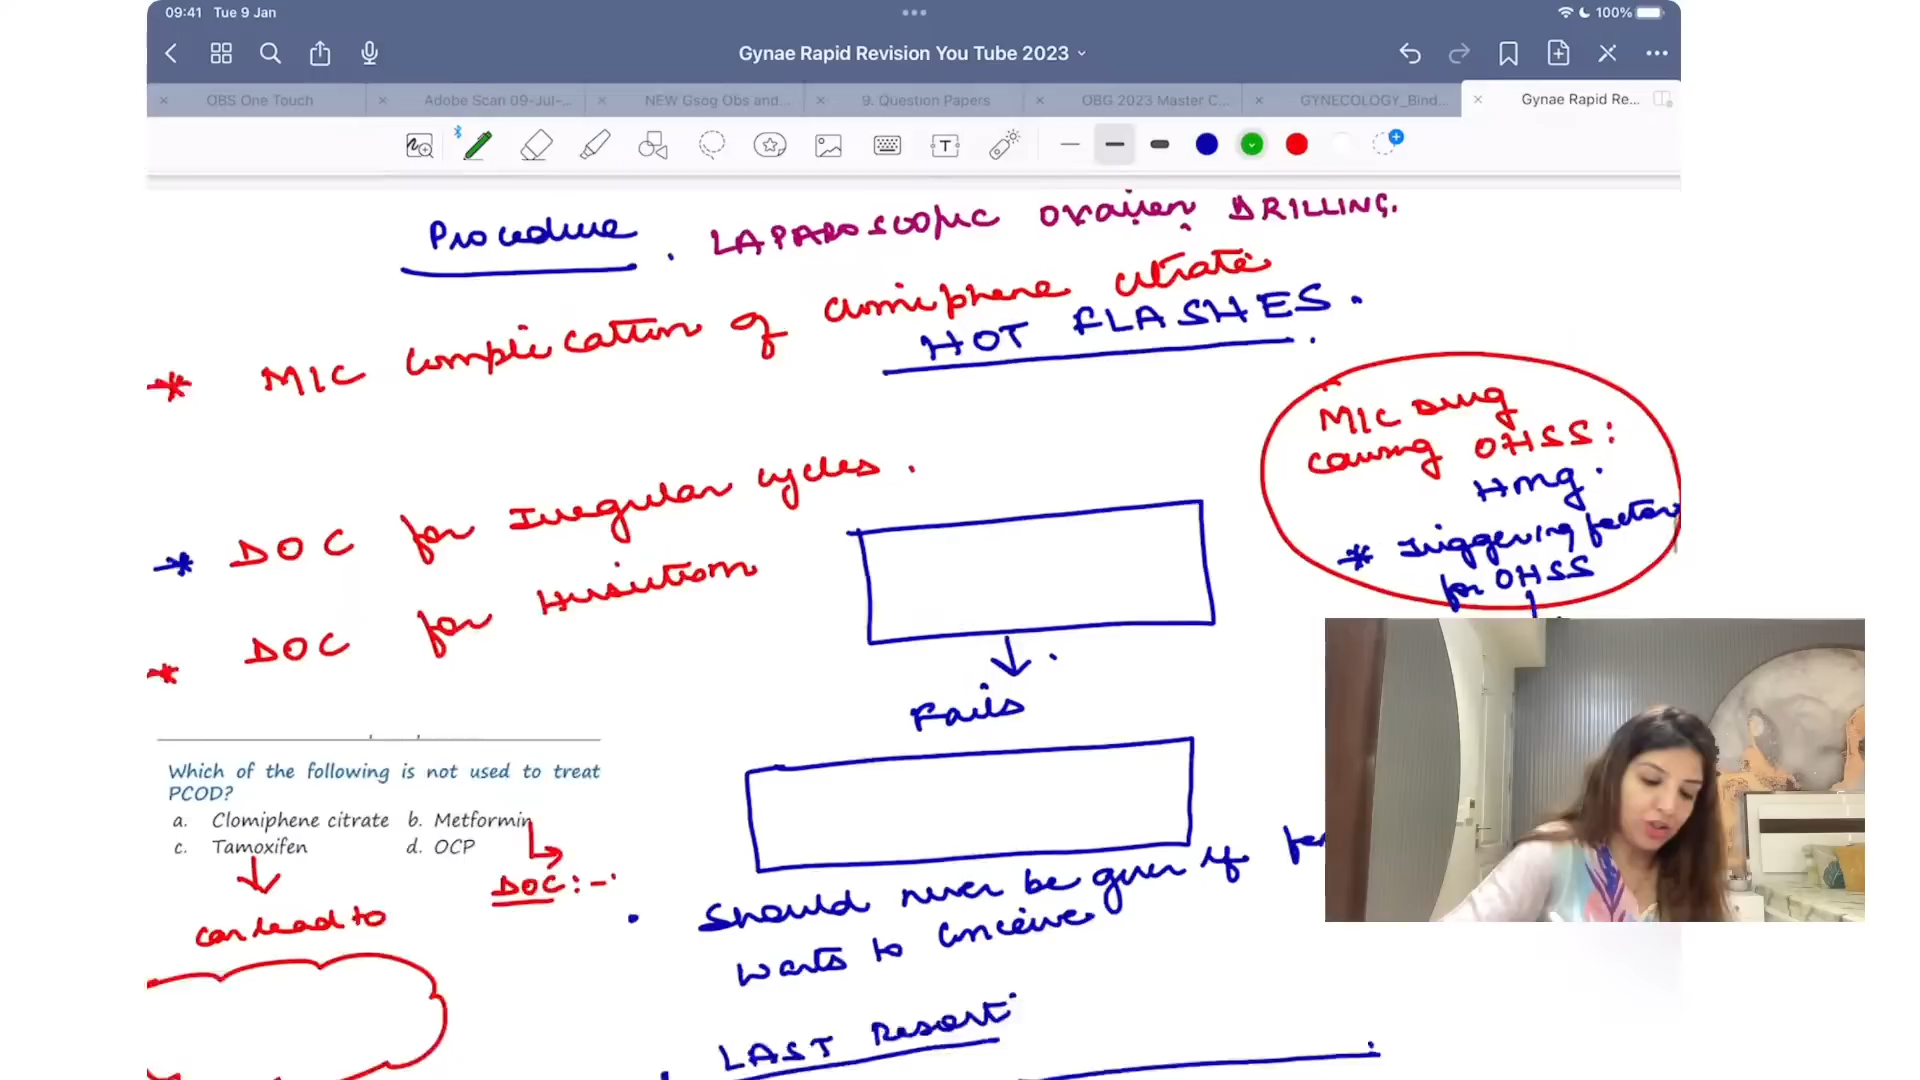 09:41 Tue 9 Jan
100%
Gynae Rapid Revision You Tube 2023
OBS One Touch
Adobe Scan 09-Jul-...
NEW Gsog Obs and...
9. Question Papers
OBG 2023 Master C...
GYNECOLOGY_Bind...
Gynae Rapid Re...
Procedure . LAPAROSCOPIC OVARIEN DRILLING.
* MIC complication of clomiphene citrate
HOT FLASHES.
MIC drug
causing OHSS:
HMG.
* Triggering factor
for OHSS
* DOC for Irregular cycles.
* DOC for Hirsutism
Fails
Which of the following is not used to treat
PCOD?
a. Clomiphene citrate b. Metformin
c. Tamoxifen d. OCP
DOC:-
can lead to
. Should never be given if
wants to conceive
LAST Resort